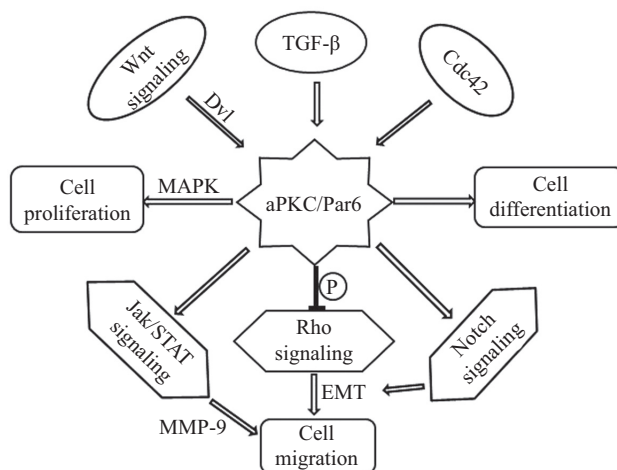 Wnt
signaling
TGF-β
Cdc42
Dvl
Cell
proliferation
MAPK
aPKC/Par6
Cell
differentiation
P
Jak/STAT
signaling
Rho
signaling
Notch
signaling
EMT
MMP-9
Cell
migration